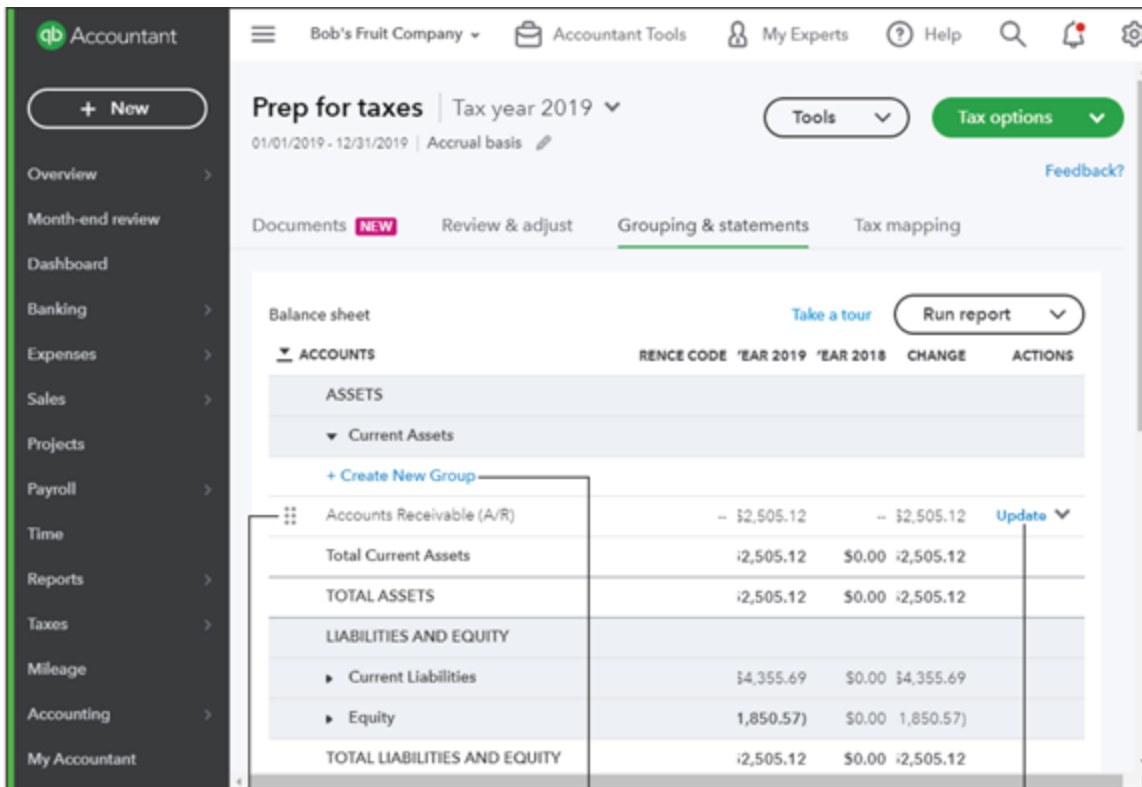 qb Accountant
Bob's Fruit Company
Accountant Tools
My Experts
Help
+ New
Prep for taxes
Tax year 2019
Tools
Tax options
01/01/2019 - 12/31/2019 | Accrual basis
Feedback?
Overview
Month-end review
Dashboard
Banking
Expenses
Sales
Projects
Payroll
Time
Reports
Taxes
Mileage
Accounting
My Accountant
Documents NEW
Review & adjust
Grouping & statements
Tax mapping
Balance sheet
Take a tour
Run report
ACCOUNTS RENCE CODE 'EAR 2019 'EAR 2018 CHANGE ACTIONS
ASSETS
Current Assets
+ Create New Group
Accounts Receivable (A/R) -- $2,505.12 -- $2,505.12 Update
Total Current Assets 2,505.12 $0.00 2,505.12
TOTAL ASSETS 2,505.12 $0.00 2,505.12
LIABILITIES AND EQUITY
Current Liabilities $4,355.69 $0.00 $4,355.69
Equity 1,850.57) $0.00 1,850.57)
TOTAL LIABILITIES AND EQUITY 2,505.12 $0.00 2,505.12